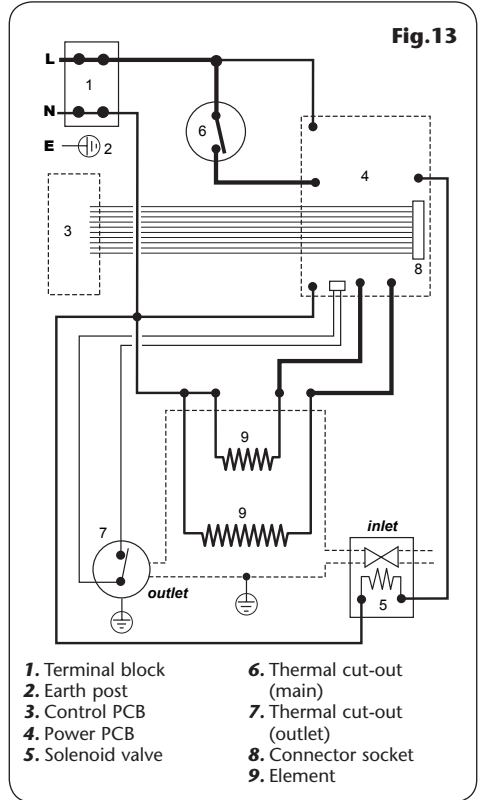 Fig.13
L
1
N
E
2
6
4
3
8
9
9
7
outlet
inlet
5
1. Terminal block
2. Earth post
3. Control PCB
4. Power PCB
5. Solenoid valve
6. Thermal cut-out
(main)
7. Thermal cut-out
(outlet)
8. Connector socket
9. Element